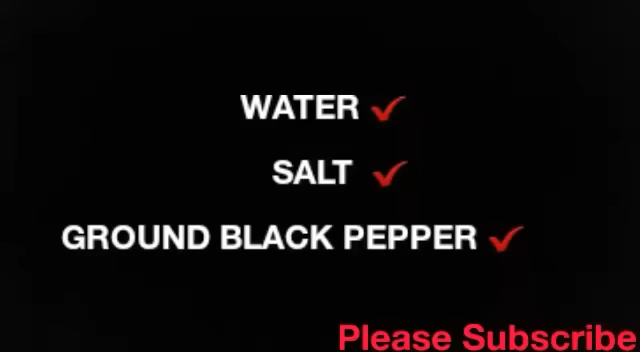 WATER ✓
SALT ✓
GROUND BLACK PEPPER ✓
Please Subscribe